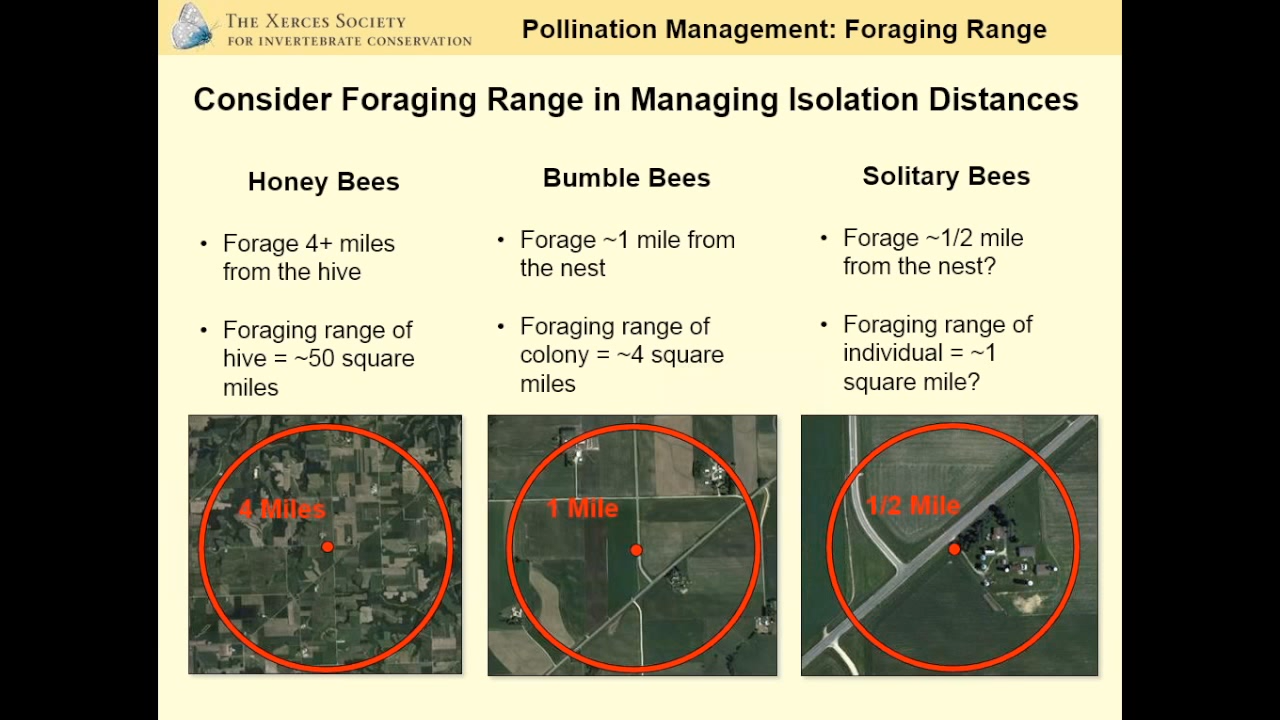 THE XERCES SOCIETY
FOR INVERTEBRATE CONSERVATION
Pollination Management: Foraging Range
Consider Foraging Range in Managing Isolation Distances
Honey Bees
• Forage 4+ miles
from the hive
• Foraging range of
hive = ~50 square
miles
4 Miles
Bumble Bees
• Forage ~1 mile from
the nest
• Foraging range of
colony = ~4 square
miles
1 Mile
Solitary Bees
• Forage ~1/2 mile
from the nest?
• Foraging range of
individual = ~1
square mile?
1/2 Mile